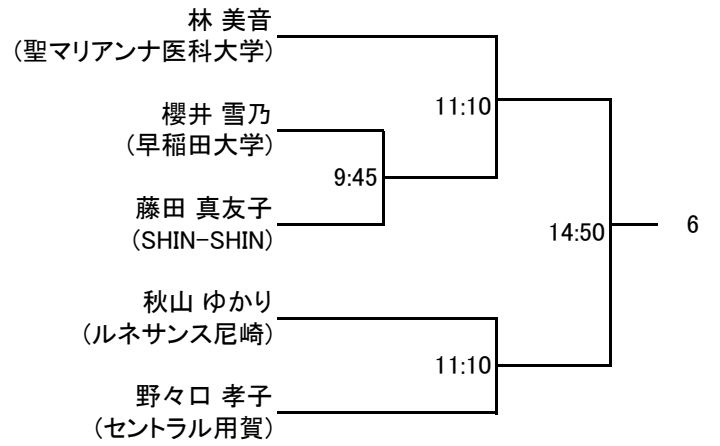 林 美音
(聖マリアンナ医科大学)
11:10
櫻井 雪乃
(早稲田大学)
9:45
藤田 真友子
(SHIN-SHIN)
14:50
6
秋山 ゆかり
(ルネサンス尼崎)
11:10
野々口 孝子
(セントラル用賀)